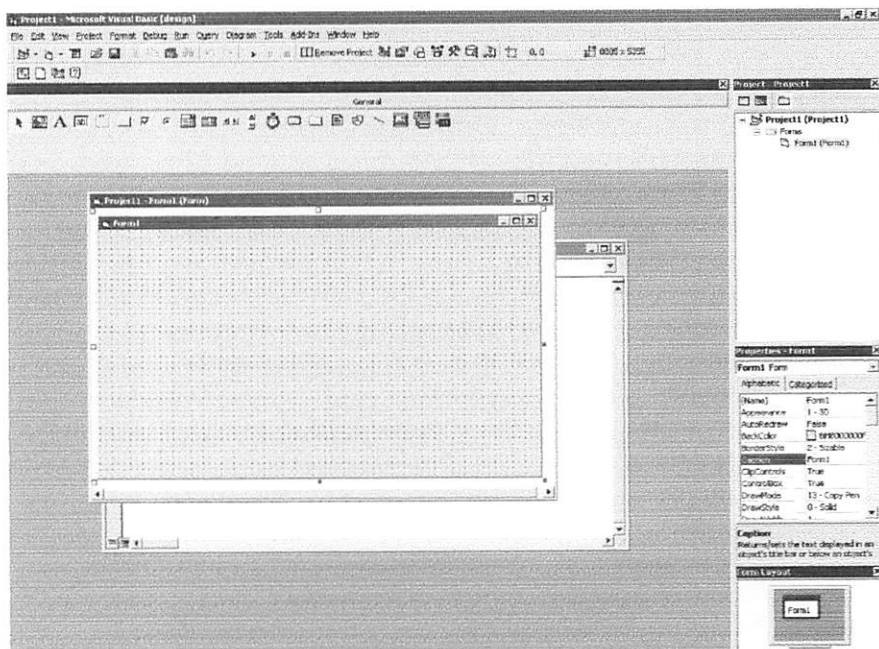 Project1 - Microsoft Visual Basic [design]
File Edit View Project Format Debug Run Query Diagram Tools Add-Ins Window Help
Remove Project
0, 0
General
Project - Project1
Project1 (Project1)
Forms
Form1 (Form1)
Project1 - Form1 (Form)
Form1
Properties - Form1
Form1 Form
Alphabetic Categorized
(Name) Form1
Appearance 1 - 3D
AutoRedraw False
BackColor
BorderStyle 2 - Sizable
Caption Form1
ClipControls True
ControlBox True
DrawMode 13 - Copy Pen
DrawStyle 0 - Solid
Caption
Returns/sets the text displayed in an
object's title bar or below an object's
Form Layout
Form1